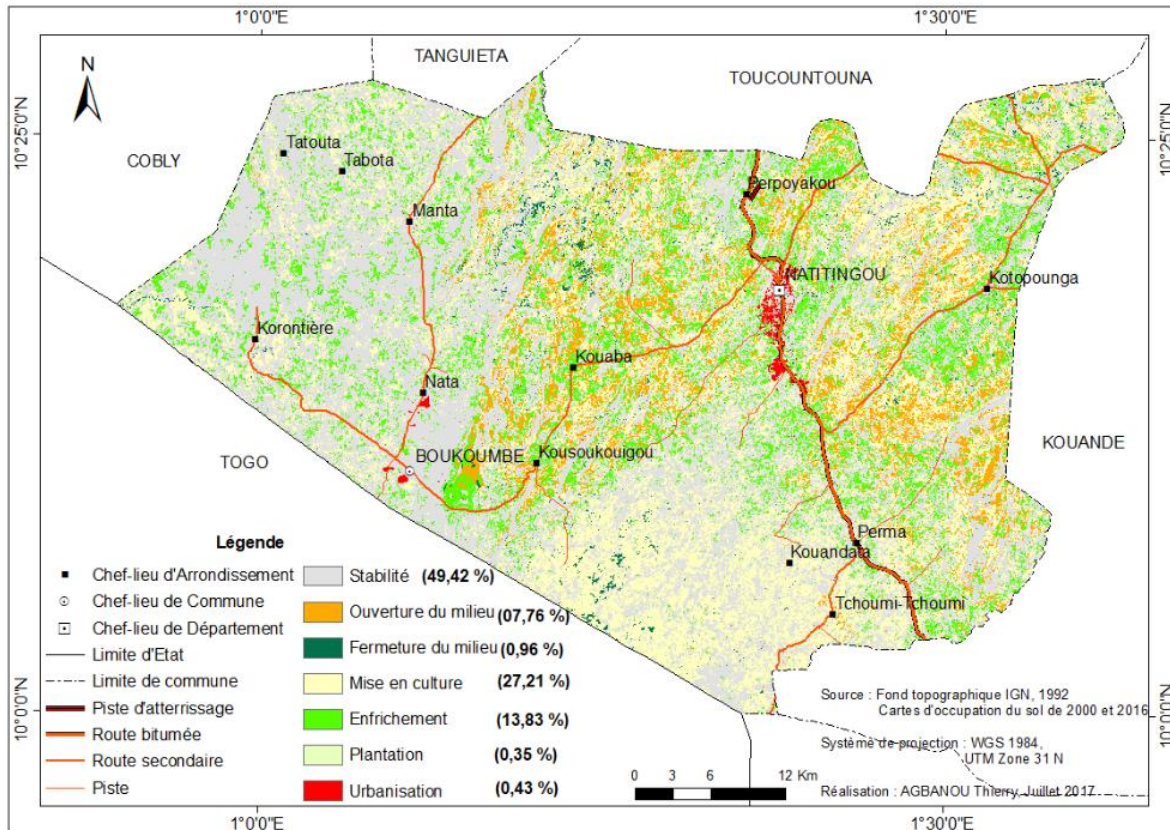 1°0'0"E
1°30'0"E
N
TANGUIETA
TOUCOUNTOUNA
10°25'0"N
10°25'0"N
COBLY
Tatouta
Tabota
Perpoyakou
Manta
NATITINGOU
Kotopounga
Korontière
Kouaba
Nata
KOUANDE
TOGO
BOUKOUMBE
Kousoukouigou
Perma
Kouandata
Tchoumi-Tchoumi
10°0'0"N
10°0'0"N
Légende
Chef-lieu d'Arrondissement
Chef-lieu de Commune
Chef-lieu de Département
Limite d'Etat
Limite de commune
Piste d'atterrissage
Route bitumée
Route secondaire
Piste
Stabilité (49,42 %)
Ouverture du milieu (07,76 %)
Fermeture du milieu (0,96 %)
Mise en culture (27,21 %)
Enfrichement (13,83 %)
Plantation (0,35 %)
Urbanisation (0,43 %)
0 3 6 12 Km
Source : Fond topographique IGN, 1992
Cartes d'occupation du sol de 2000 et 2016
Système de projection : WGS 1984,
UTM Zone 31 N
Réalisation : AGBANOU Thierry, Juillet 2017
1°0'0"E
1°30'0"E